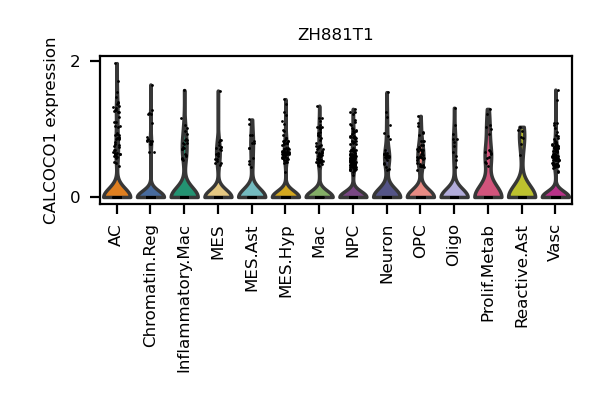 ZH881T1
CALCOCO1 expression
2
0
AC
Chromatin.Reg
Inflammatory.Mac
MES
MES.Ast
MES.Hyp
Mac
NPC
Neuron
OPC
Oligo
Prolif.Metab
Reactive.Ast
Vasc